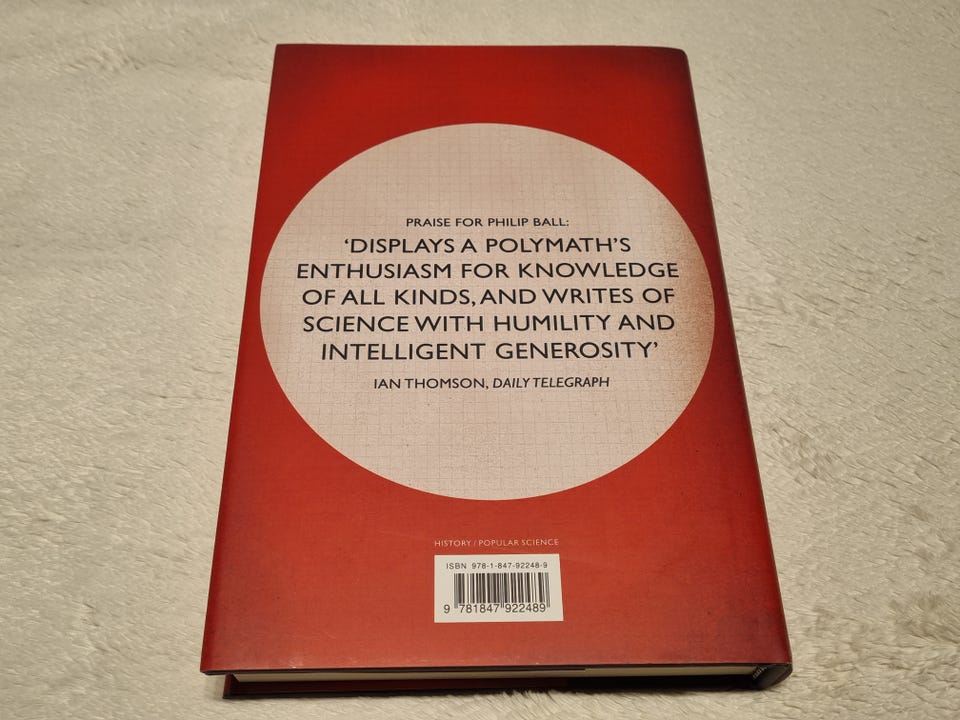 PRAISE FOR PHILIP BALL:
‘DISPLAYS A POLYMATH’S
ENTHUSIASM FOR KNOWLEDGE
OF ALL KINDS, AND WRITES OF
SCIENCE WITH HUMILITY AND
INTELLIGENT GENEROSITY’
IAN THOMSON, DAILY TELEGRAPH
HISTORY / POPULAR SCIENCE
ISBN 978-1-847-92248-9
9 781847 922489